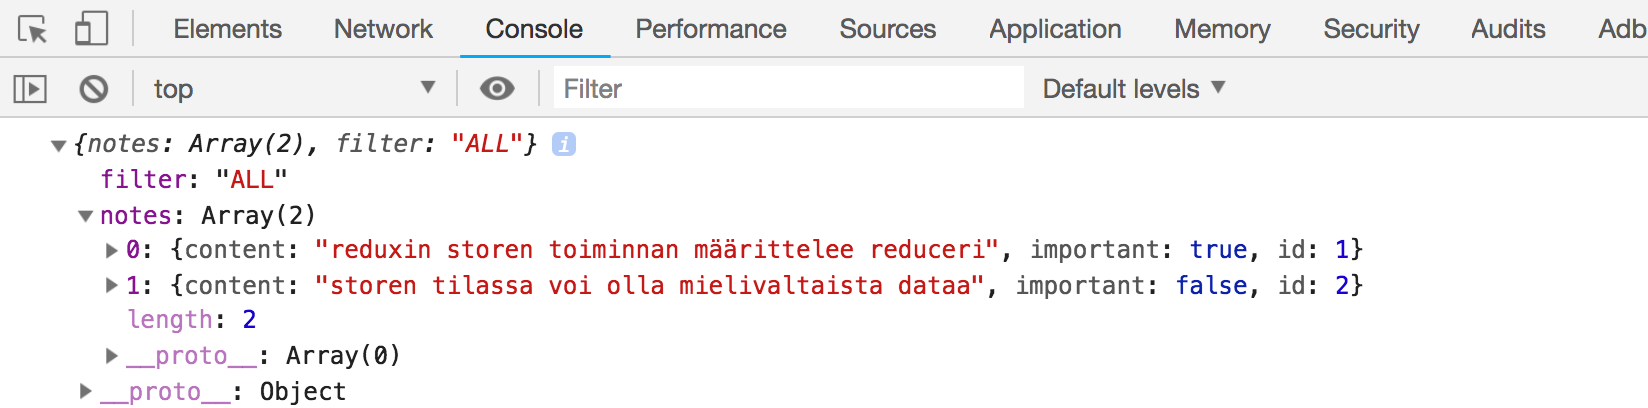 Elements Network Console Performance Sources Application Memory Security Audits Adb
top ▼ Filter Default levels ▼
▼{notes: Array(2), filter: "ALL"} i
filter: "ALL"
▼notes: Array(2)
▶0: {content: "reduxin storen toiminnan määrittelee reduceri", important: true, id: 1}
▶1: {content: "storen tilassa voi olla mielivaltaista dataa", important: false, id: 2}
length: 2
▶__proto__: Array(0)
▶__proto__: Object